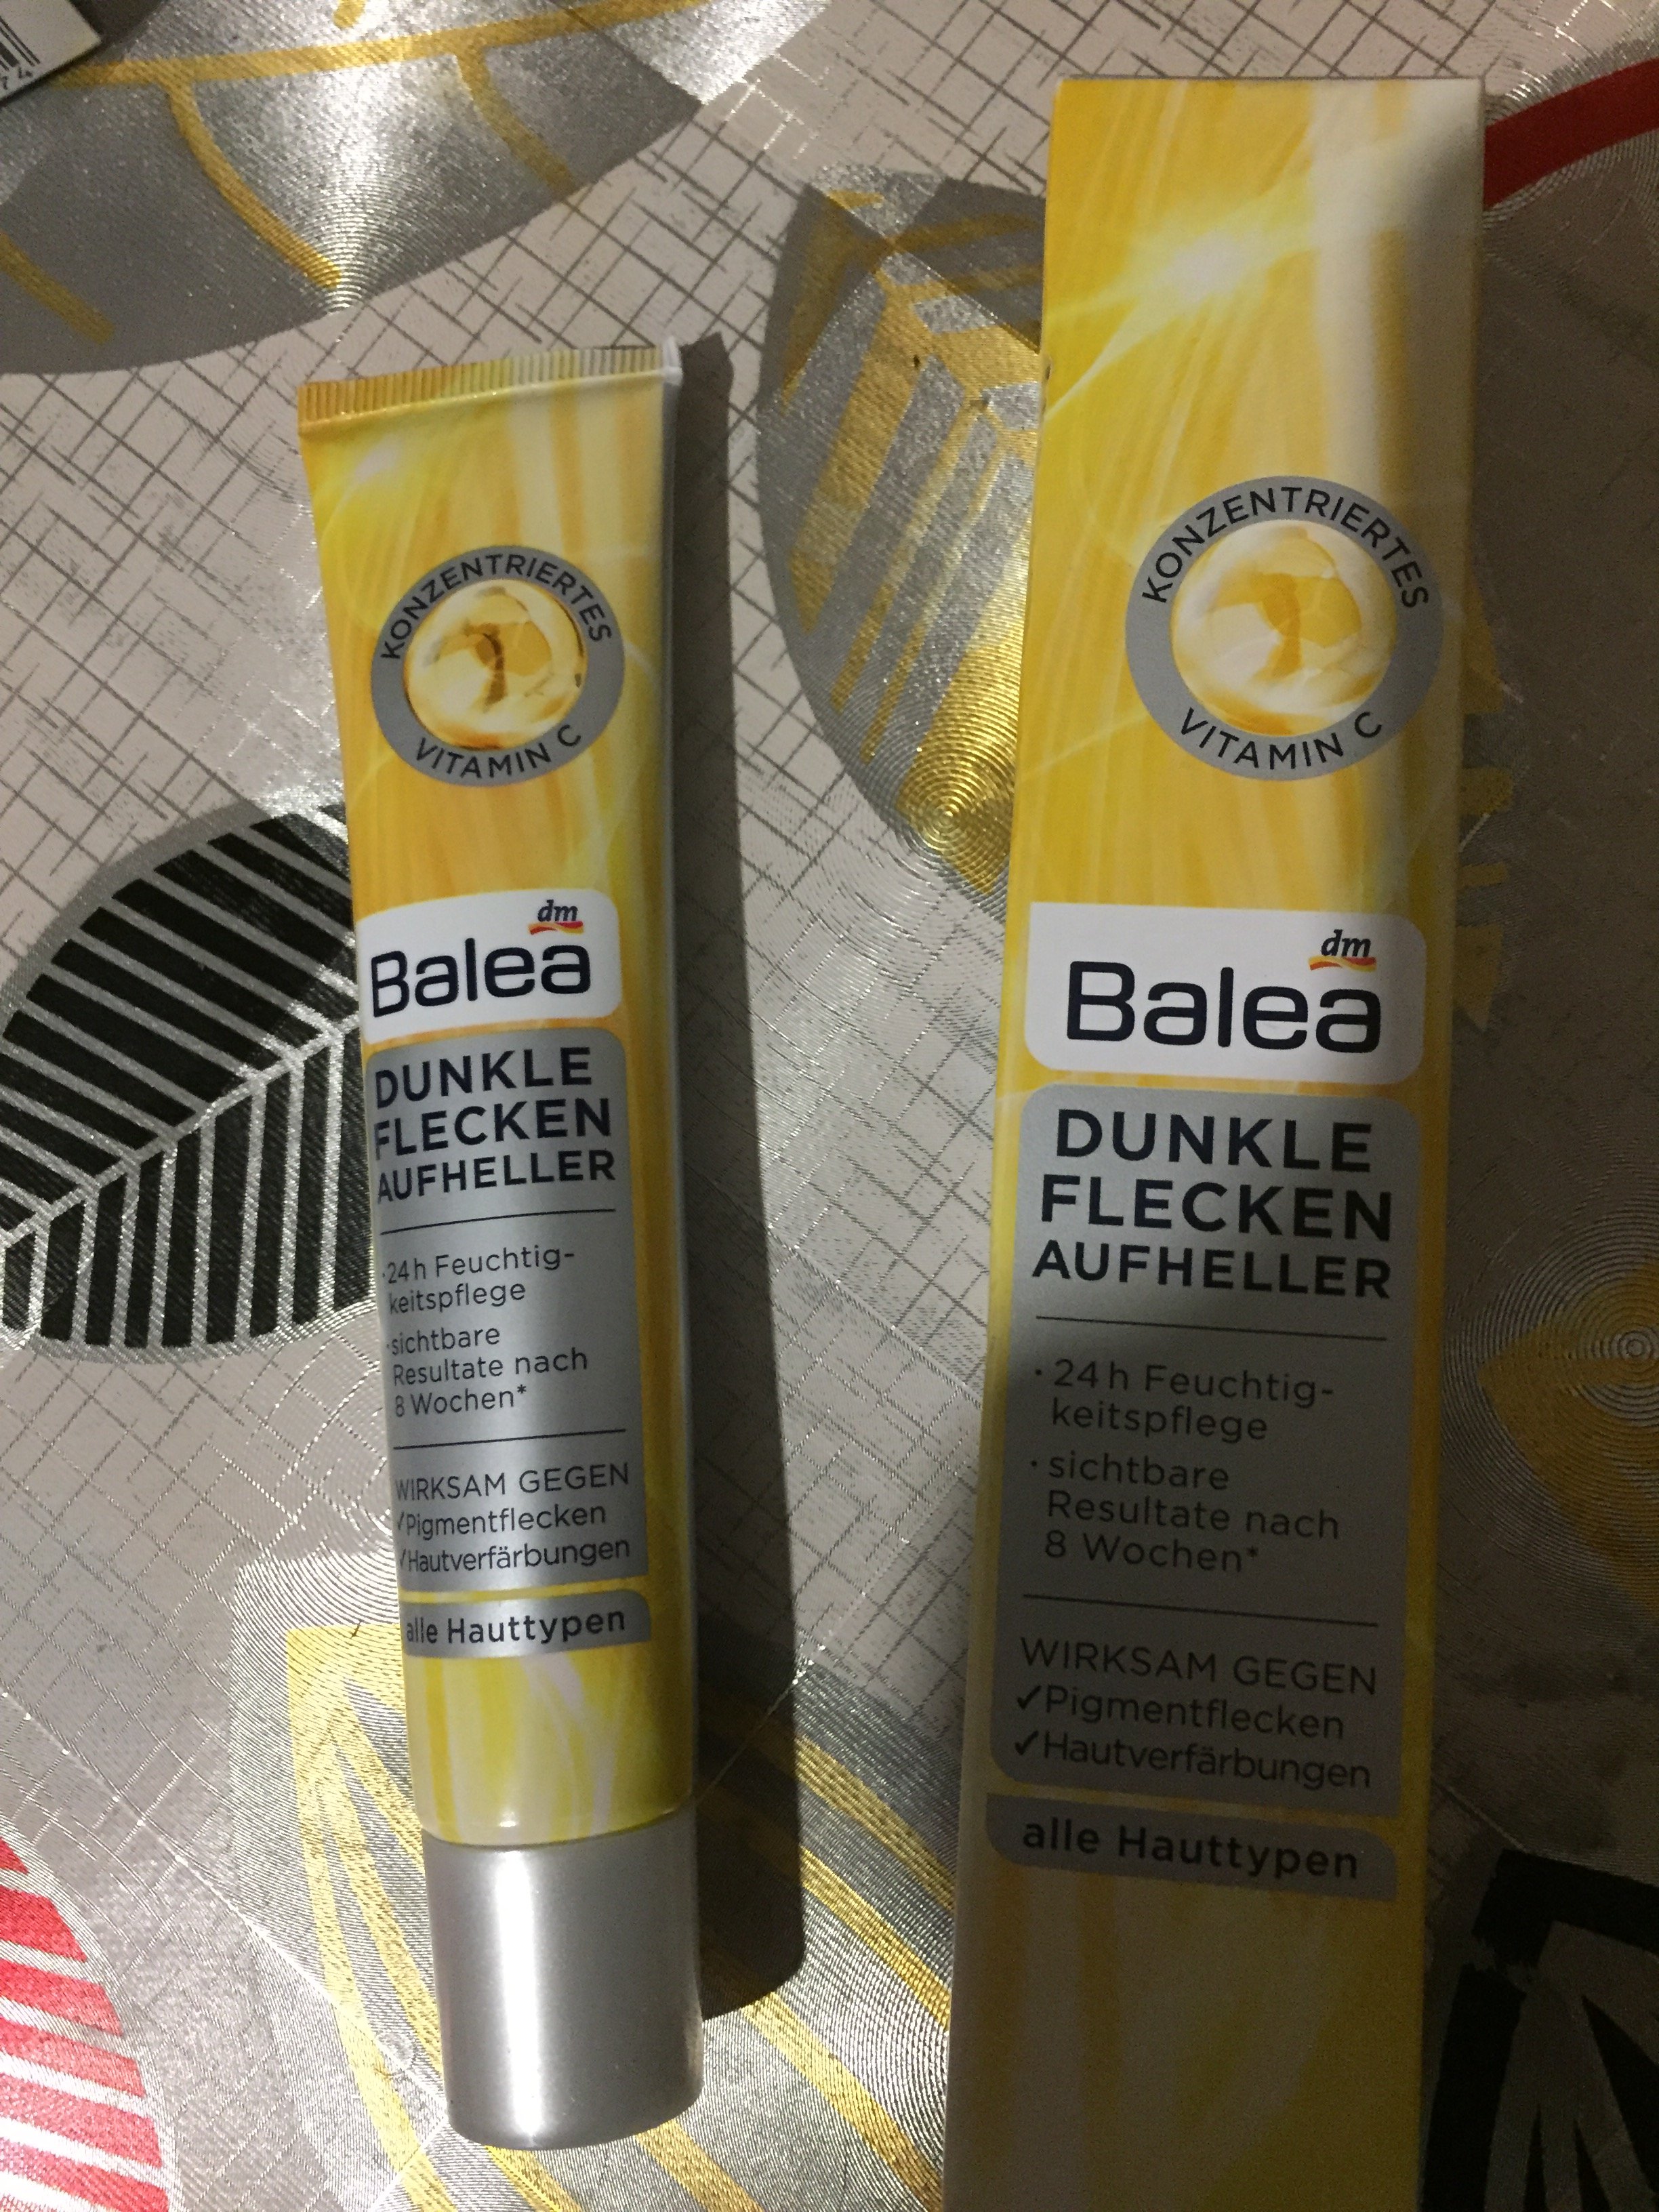 KONZENTRIERTES
VITAMIN C
dm
Balea
DUNKLE
FLECKEN
AUFHELLER
·24h Feuchtig-
keitspflege
·sichtbare
Resultate nach
8 Wochen*
WIRKSAM GEGEN
✓Pigmentflecken
✓Hautverfärbungen
alle Hauttypen
KONZENTRIERTES
VITAMIN C
dm
Balea
DUNKLE
FLECKEN
AUFHELLER
· 24h Feuchtig-
keitspflege
· sichtbare
Resultate nach
8 Wochen*
WIRKSAM GEGEN
✓Pigmentflecken
✓Hautverfärbungen
alle Hauttypen